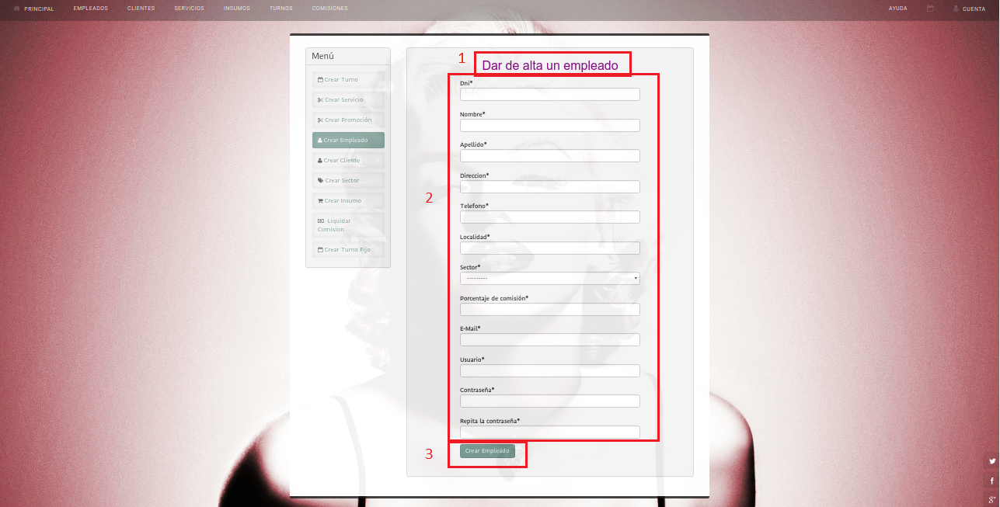 PRINCIPAL EMPLEADOS CLIENTES SERVICIOS INSUMOS TURNOS COMISIONES AYUDA CUENTA
Menú
Crear Turno
Crear Servicio
Crear Promoción
Crear Empleado
Crear Cliente
Crear Sector
Crear Insumo
Liquidar
Comision
Crear Turno Fijo
1 Dar de alta un empleado
Dni*
Nombre*
Apellido*
Direccion*
2
Telefono*
Localidad*
Sector*
---------
Porcentaje de comisión*
E-Mail*
Usuario*
Contraseña*
Repita la contraseña*
3 Crear Empleado